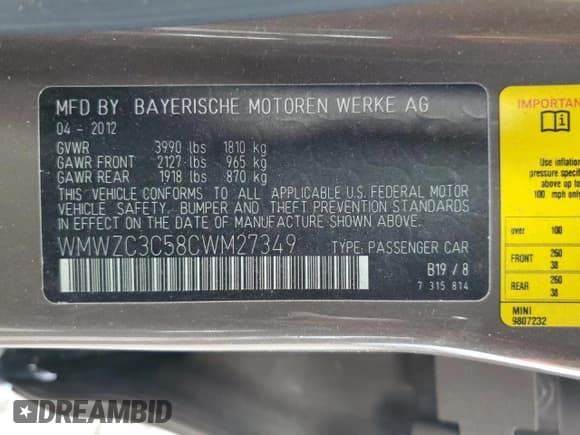 MFD BY BAYERISCHE MOTOREN WERKE AG
04 - 2012
GVWR 3990 lbs 1810 kg
GAWR FRONT 2127 lbs 965 kg
GAWR REAR 1918 lbs 870 kg
THIS VEHICLE CONFORMS TO ALL APPLICABLE U.S. FEDERAL MOTOR
VEHICLE SAFETY, BUMPER AND THEFT PREVENTION STANDARDS
IN EFFECT ON THE DATE OF MANUFACTURE SHOWN ABOVE.
WMWZC3C58CWM27349 TYPE: PASSENGER CAR
B19 / 8
7 315 814
IMPORTAN
i
Use inflation
pressure specifi
above up to
100 mph only
over 100
FRONT 260
38
REAR 260
38
MINI
9807232
DREAMBID